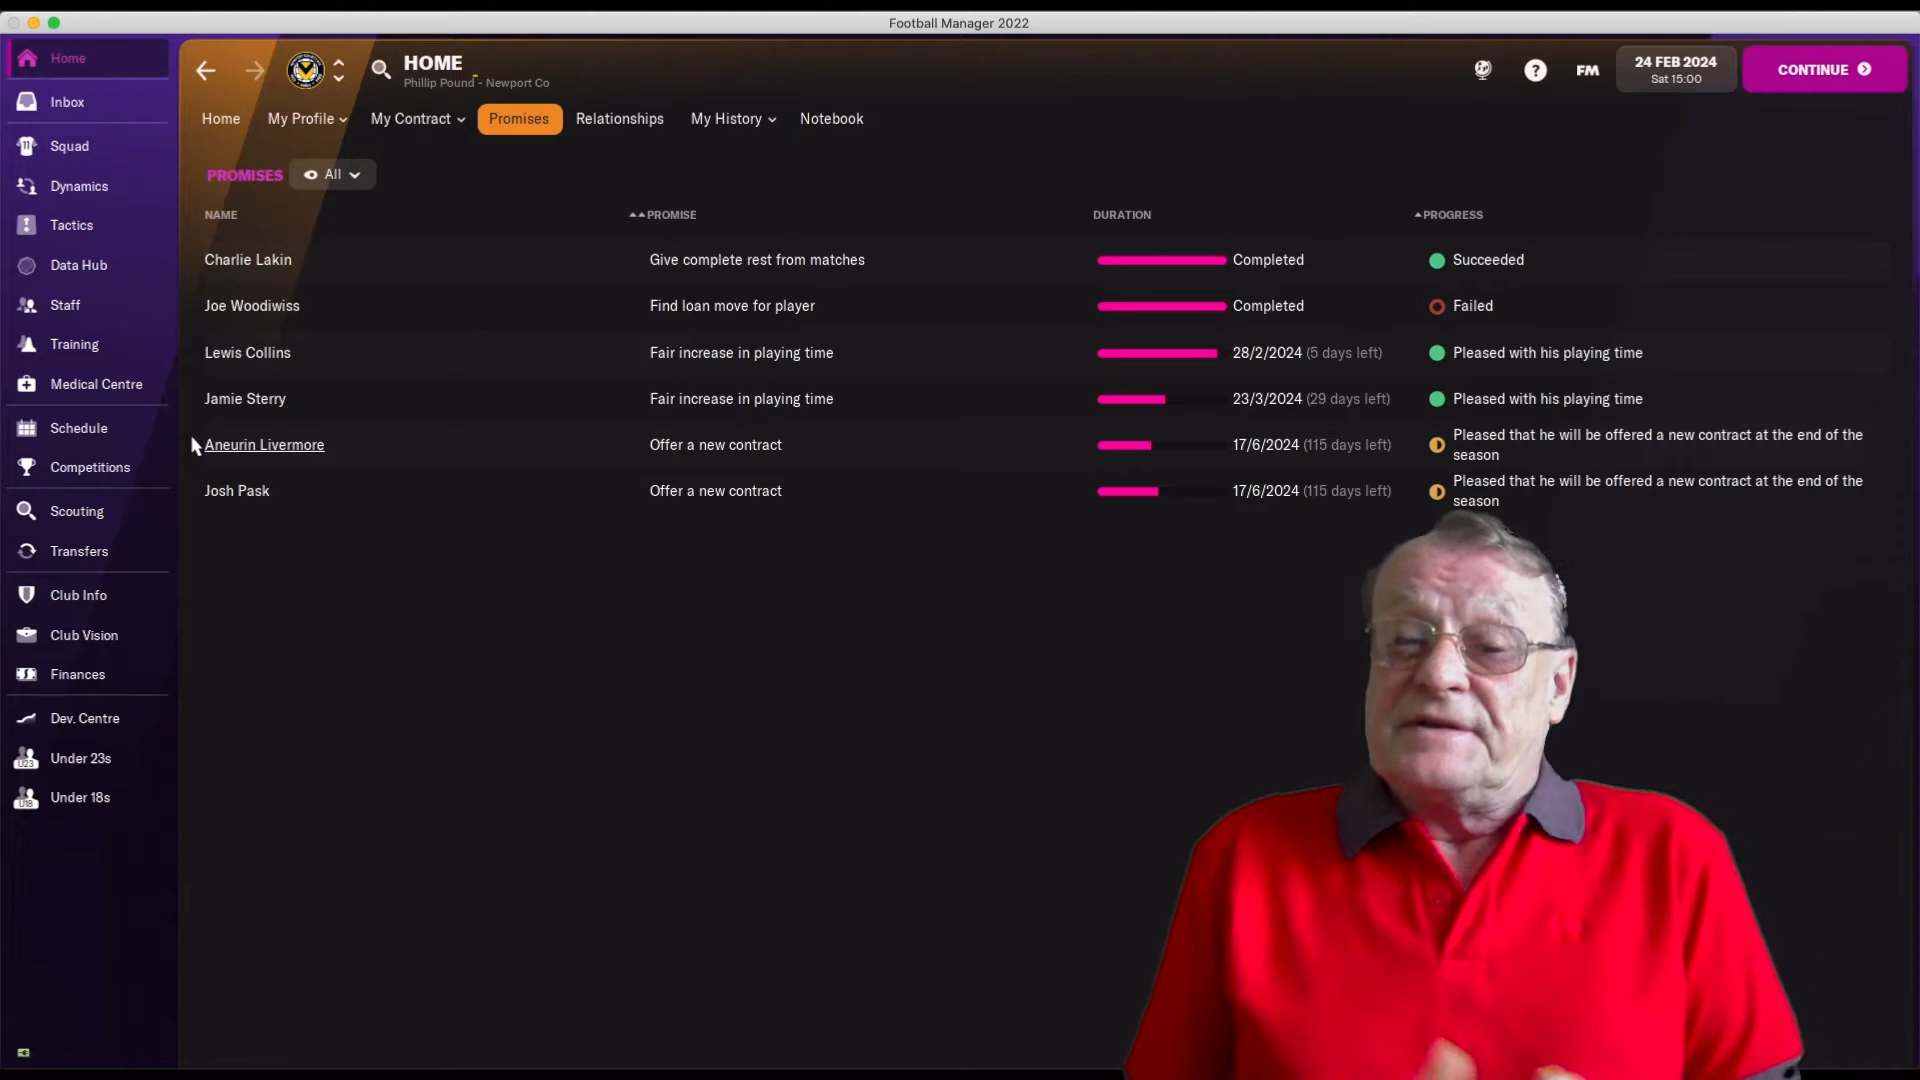 Football Manager 2022
Home
Inbox
Squad
Dynamics
Tactics
Data Hub
Staff
Training
Medical Centre
Schedule
Competitions
Scouting
Transfers
Club Info
Club Vision
Finances
Dev. Centre
U23 Under 23s
U18 Under 18s
HOME
Phillip Pound - Newport Co
FM
24 FEB 2024
Sat 15:00
CONTINUE
Home My Profile My Contract Promises Relationships My History Notebook
PROMISES All
NAME PROMISE DURATION PROGRESS
Charlie Lakin Give complete rest from matches Completed Succeeded
Joe Woodiwiss Find loan move for player Completed Failed
Lewis Collins Fair increase in playing time 28/2/2024 (5 days left) Pleased with his playing time
Jamie Sterry Fair increase in playing time 23/3/2024 (29 days left) Pleased with his playing time
Aneurin Livermore Offer a new contract 17/6/2024 (115 days left) Pleased that he will be offered a new contract at the end of the
season
Josh Pask Offer a new contract 17/6/2024 (115 days left) Pleased that he will be offered a new contract at the end of the
season